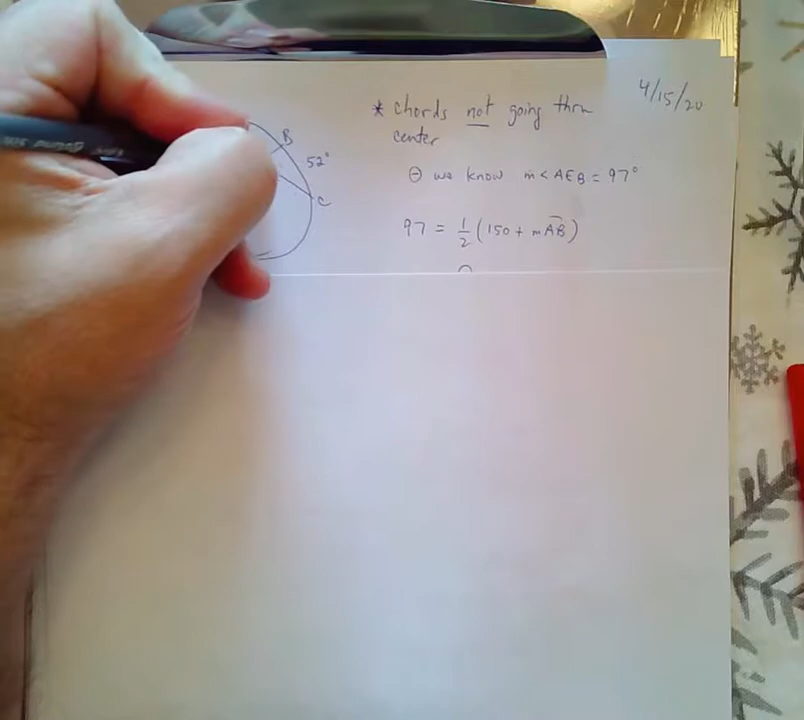 4/15/20
* chords not going thru
center
B
52°
C
⊖ we know m<AEB = 97°
97 = 1/2 (150 + mAB)